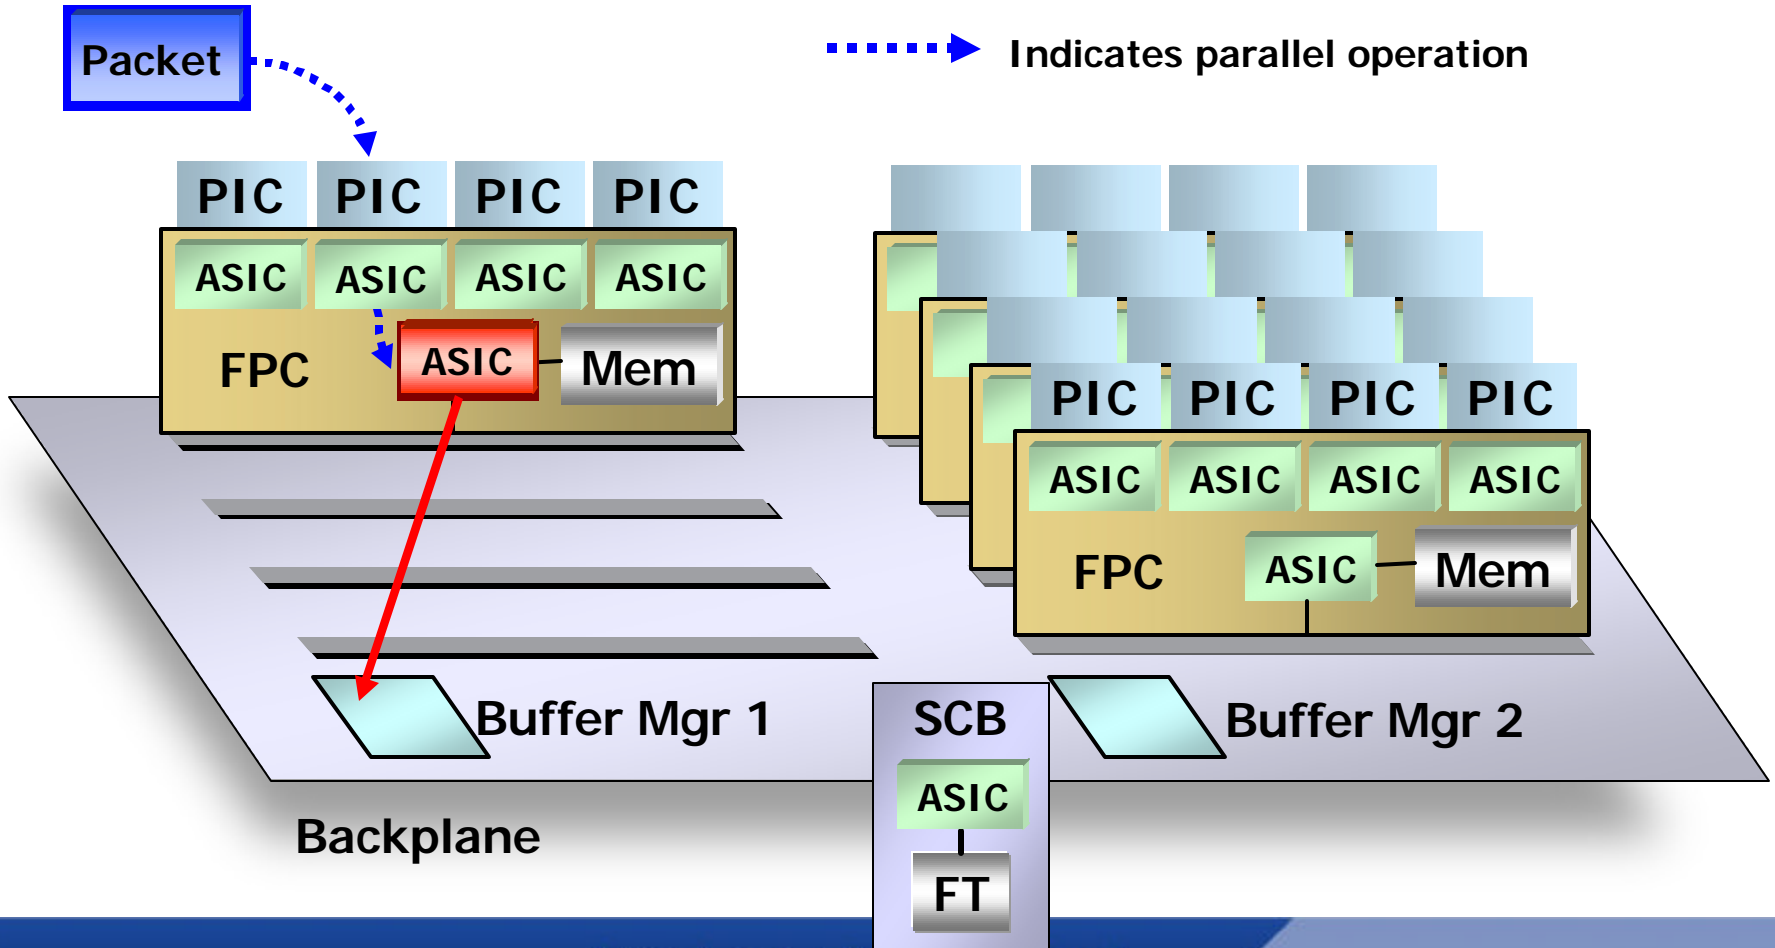 Packet
Indicates parallel operation
PIC PIC PIC PIC
ASIC ASIC ASIC ASIC
FPC ASIC Mem
PIC PIC PIC PIC
ASIC ASIC ASIC ASIC
FPC ASIC Mem
Buffer Mgr 1
SCB
Buffer Mgr 2
ASIC
Backplane
FT